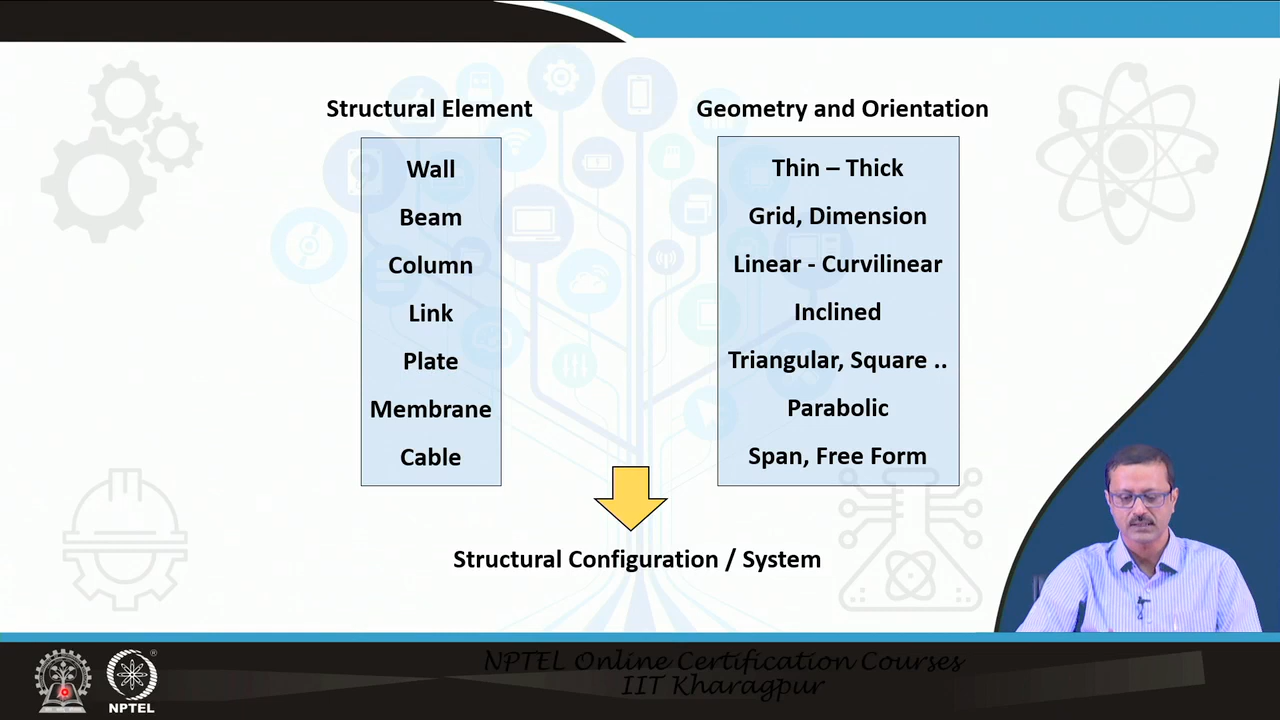 Structural Element
Geometry and Orientation
Wall
Beam
Column
Link
Plate
Membrane
Cable
Thin – Thick
Grid, Dimension
Linear - Curvilinear
Inclined
Triangular, Square ..
Parabolic
Span, Free Form
Structural Configuration / System
NPTEL Online Certification Courses
IIT Kharagpur
NPTEL